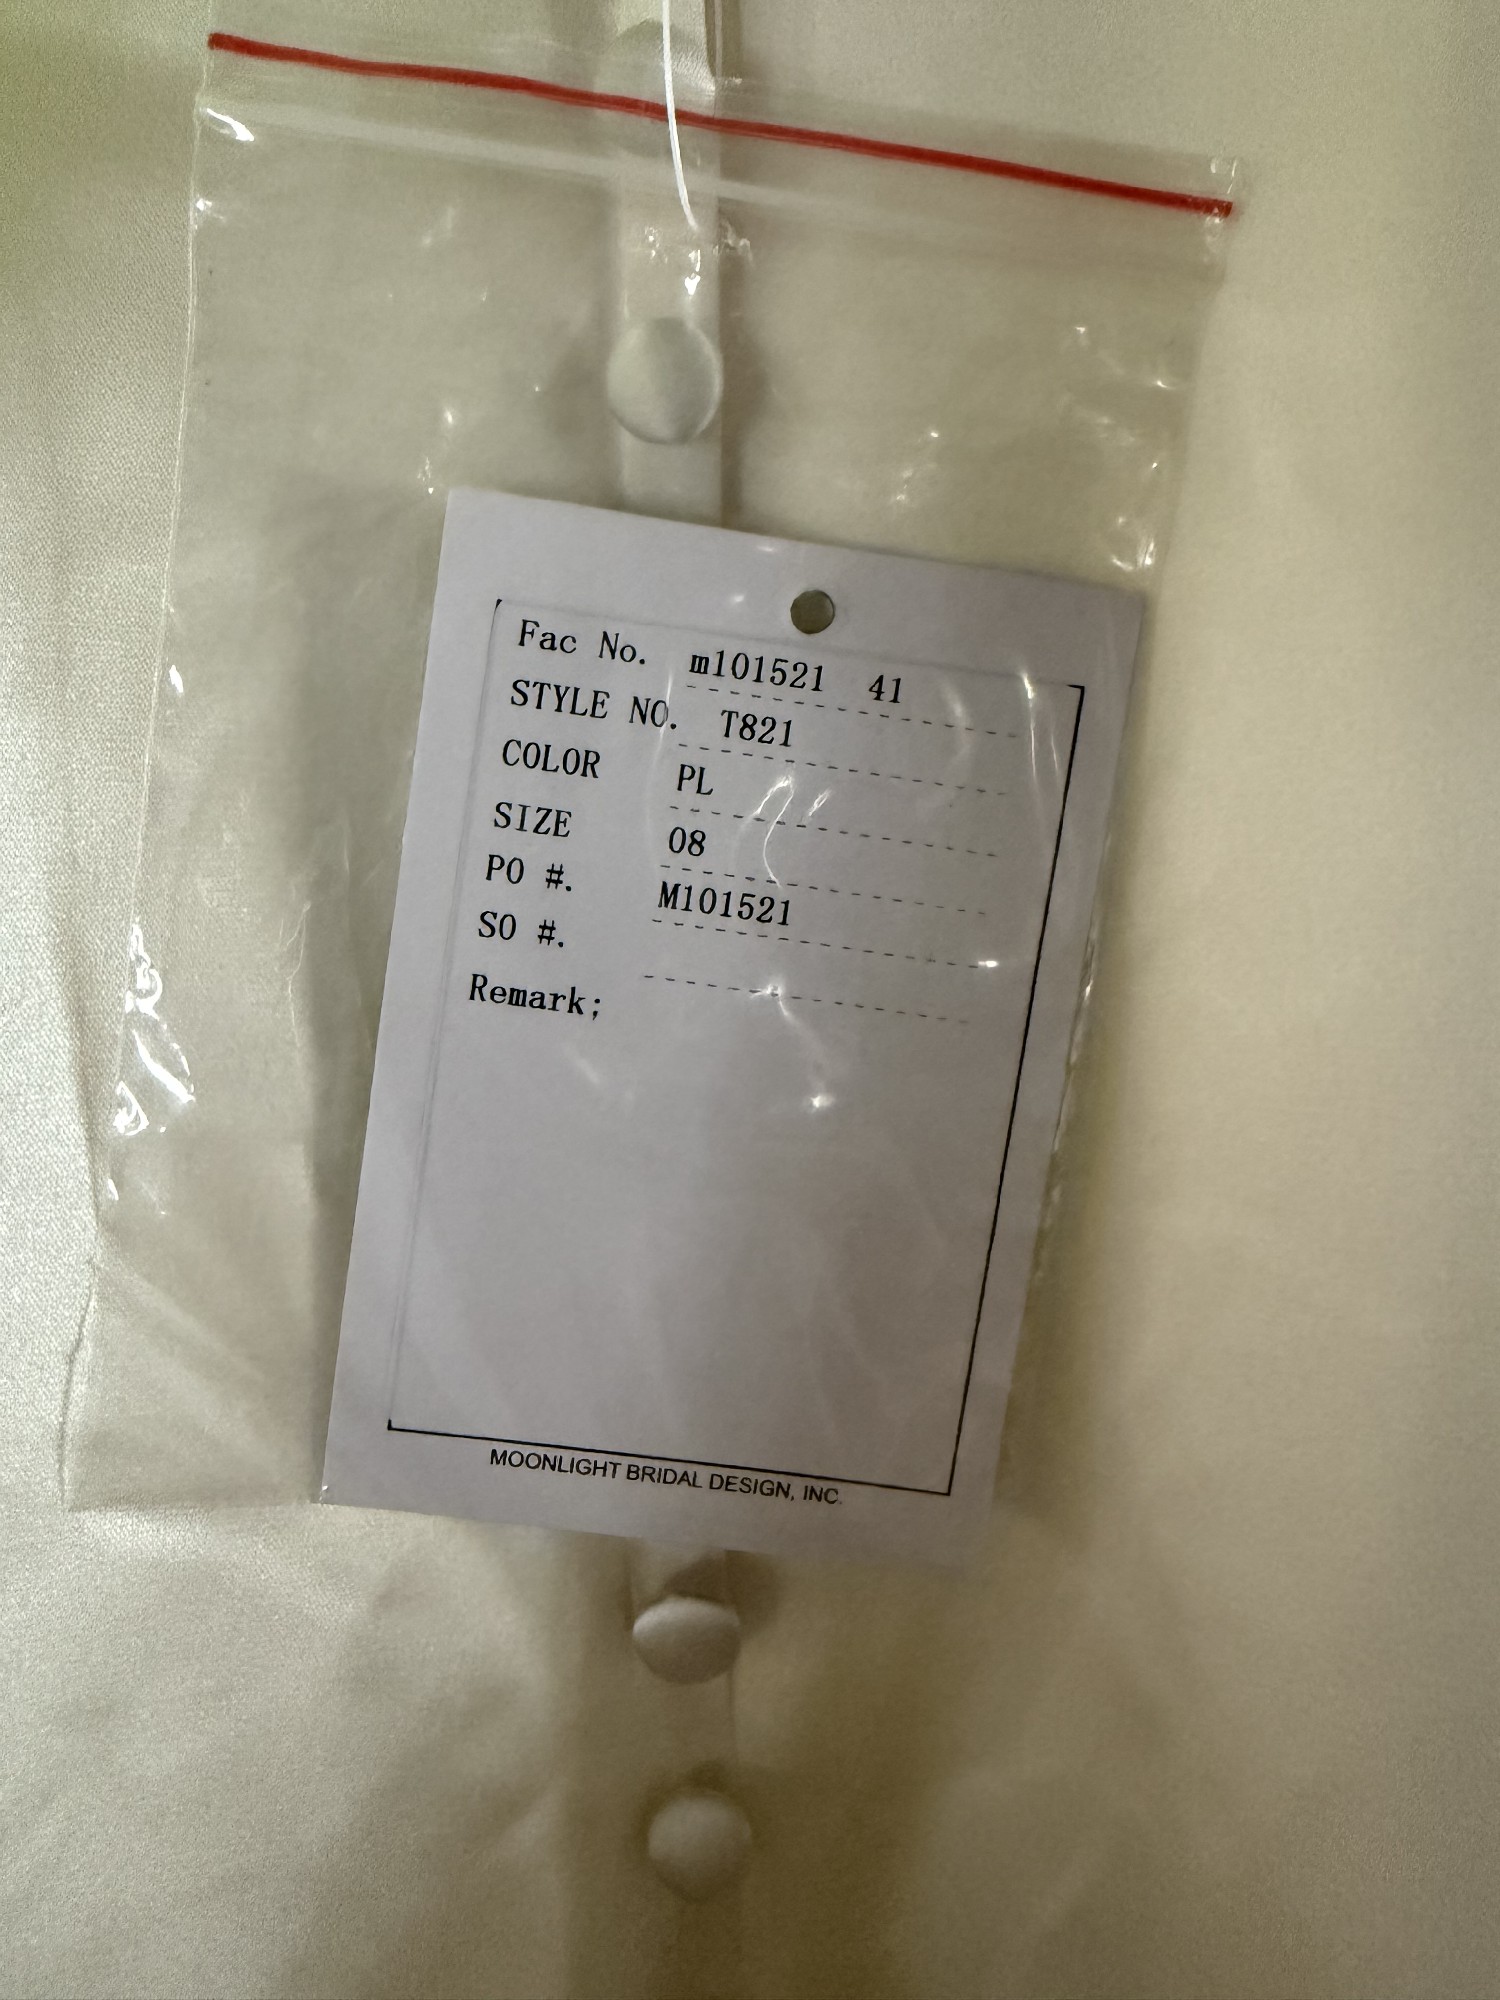 Fac No. m101521 41
STYLE NO. T821
COLOR PL
SIZE 08
PO #. M101521
SO #.
Remark;
MOONLIGHT BRIDAL DESIGN, INC.